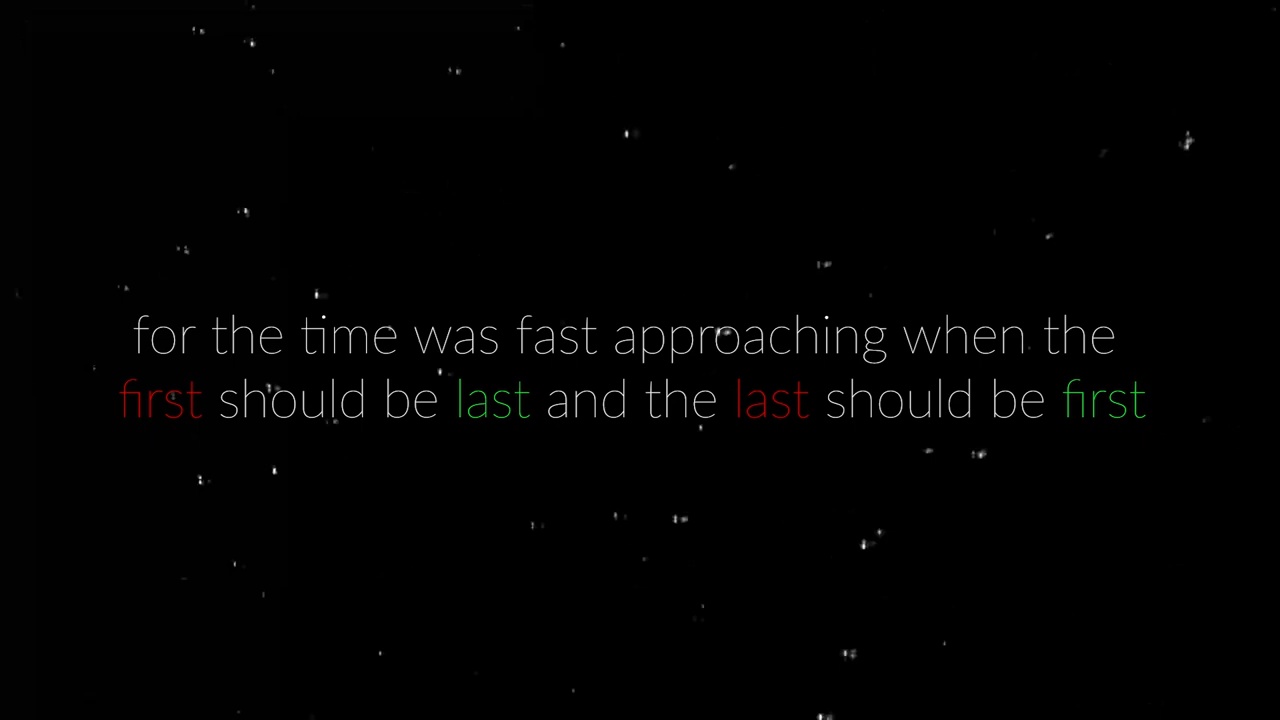 for the time was fast approaching when the
first should be last and the last should be first